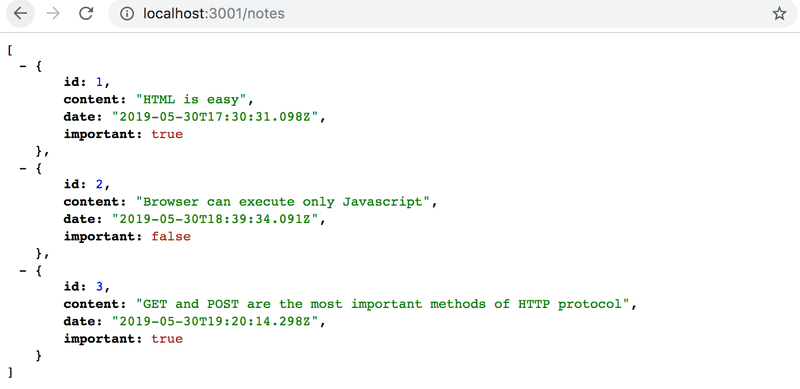 localhost:3001/notes
[
- {
id: 1,
content: "HTML is easy",
date: "2019-05-30T17:30:31.098Z",
important: true
},
- {
id: 2,
content: "Browser can execute only Javascript",
date: "2019-05-30T18:39:34.091Z",
important: false
},
- {
id: 3,
content: "GET and POST are the most important methods of HTTP protocol",
date: "2019-05-30T19:20:14.298Z",
important: true
}
]